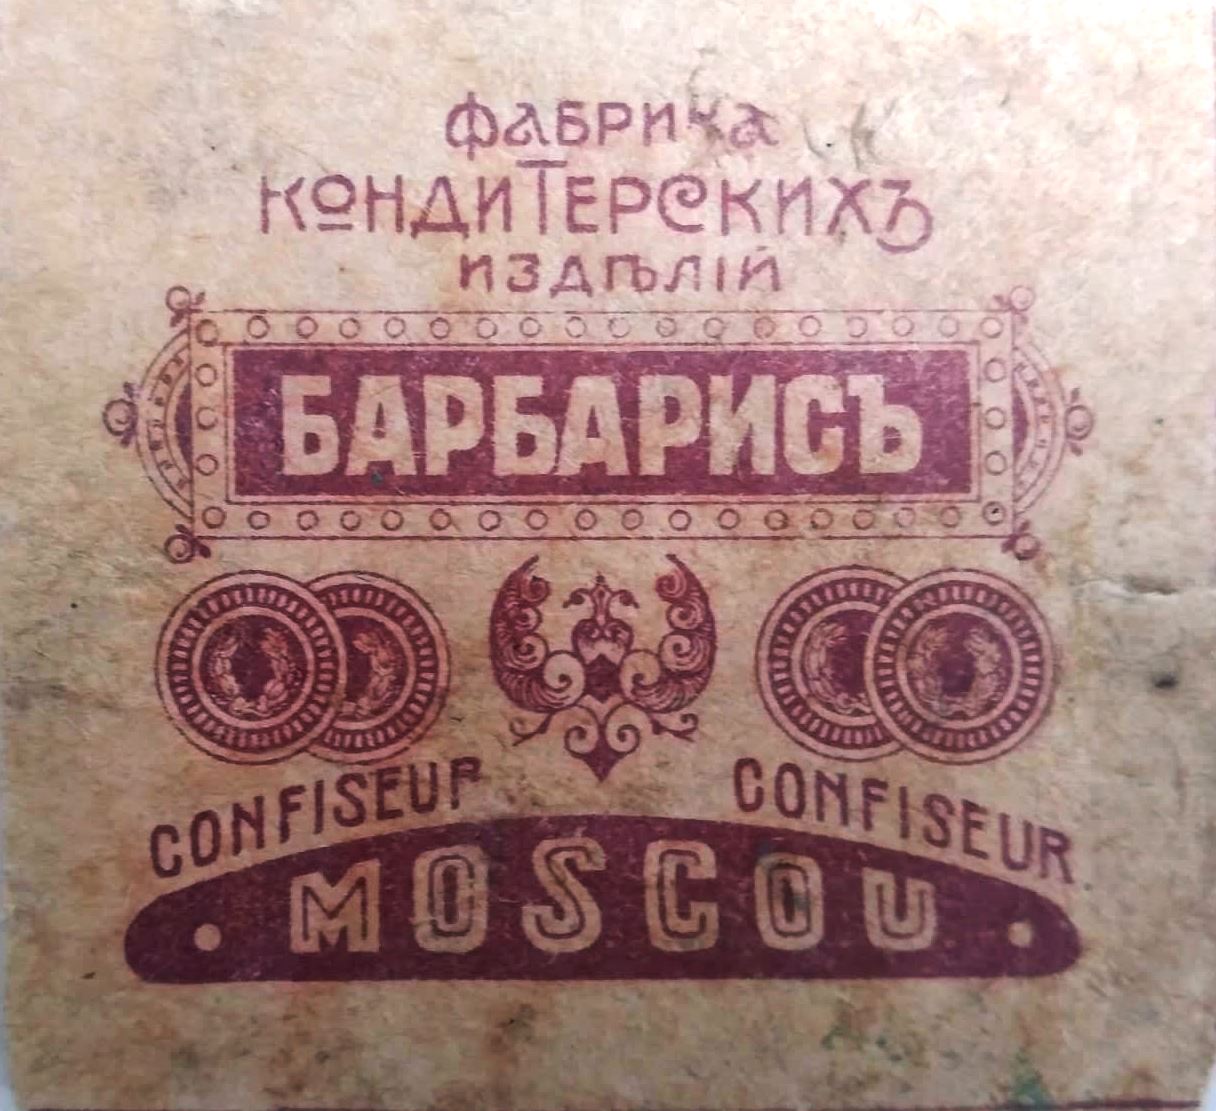 Фабрика
КОНДИТЕРСКИХЪ
ИЗДѢЛІЙ
БАРБАРИСЪ
CONFISEUR CONFISEUR
MOSCOU